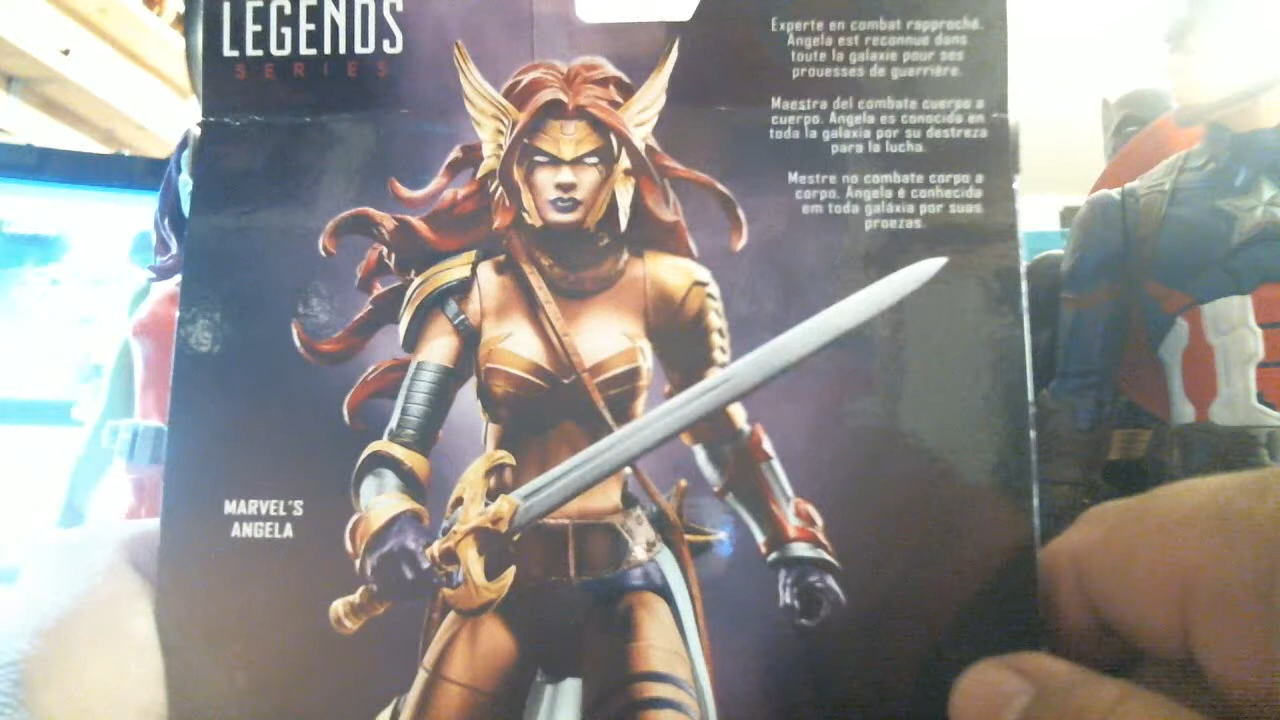 LEGENDS
SERIES
Experte en combat rapproché,
Angela est reconnue dans
toute la galaxie pour ses
prouesses de guerrière.
Maestra del combate cuerpo a
cuerpo, Angela es conocida en
toda la galaxia por su destreza
para la lucha.
Mestre no combate corpo a
corpo, Angela é conhecida
em toda galáxia por suas
proezas.
MARVEL'S
ANGELA